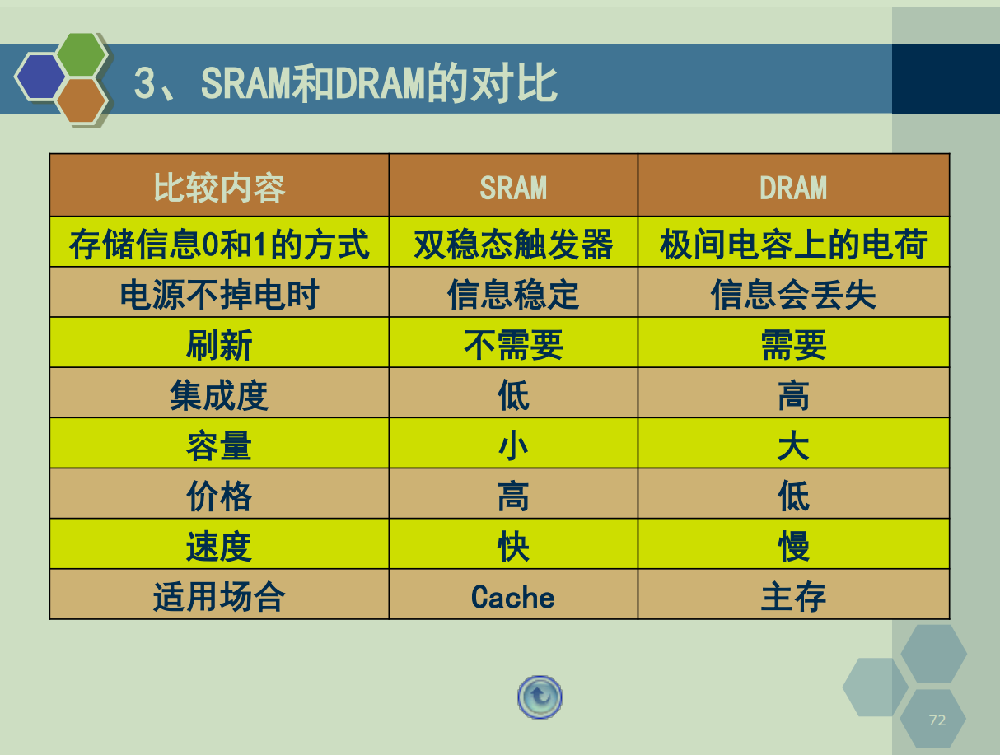 3、SRAM和DRAM的对比
比较内容 SRAM DRAM
存储信息0和1的方式 双稳态触发器 极间电容上的电荷
电源不掉电时 信息稳定 信息会丢失
刷新 不需要 需要
集成度 低 高
容量 小 大
价格 高 低
速度 快 慢
适用场合 Cache 主存
72